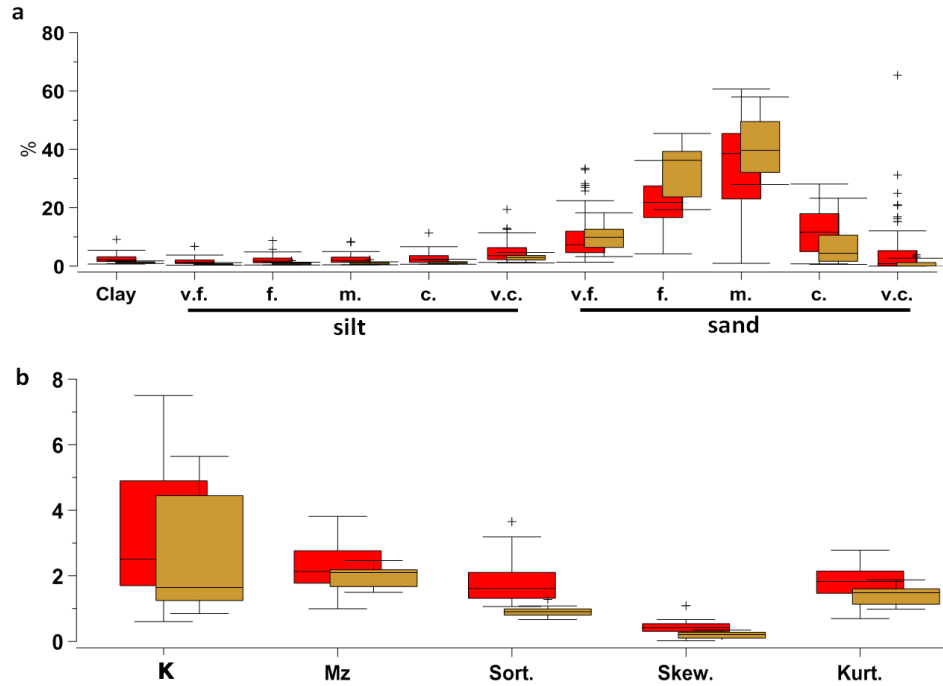 a
80
60
40
20
0
%
Clay v.f. f. m. c. v.c. v.f. f. m. c. v.c.
silt sand
b
8
6
4
2
0
K Mz Sort. Skew. Kurt.